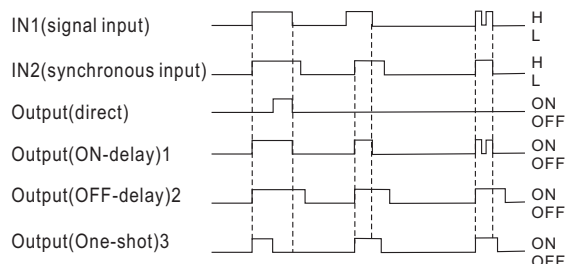 IN1(signal input)
H
L
IN2(synchronous input)
H
L
Output(direct)
ON
OFF
Output(ON-delay)1
ON
OFF
Output(OFF-delay)2
ON
OFF
Output(One-shot)3
ON
OFF